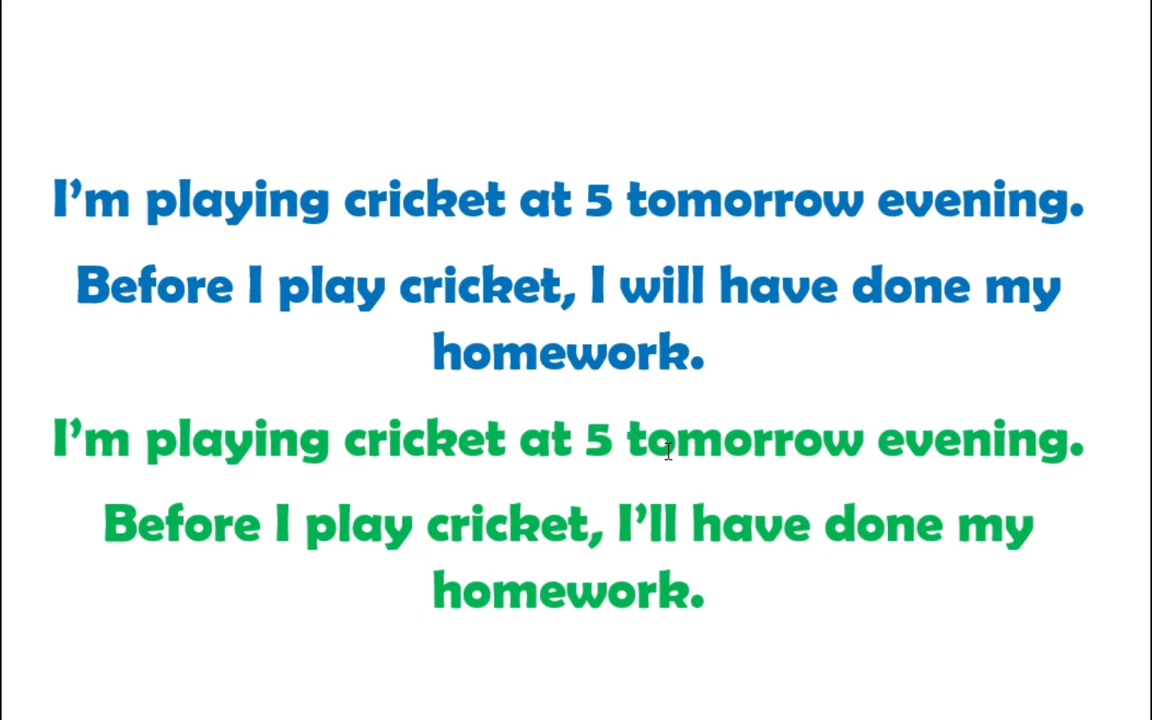 I’m playing cricket at 5 tomorrow evening.
Before I play cricket, I will have done my
homework.
I’m playing cricket at 5 tomorrow evening.
Before I play cricket, I’ll have done my
homework.